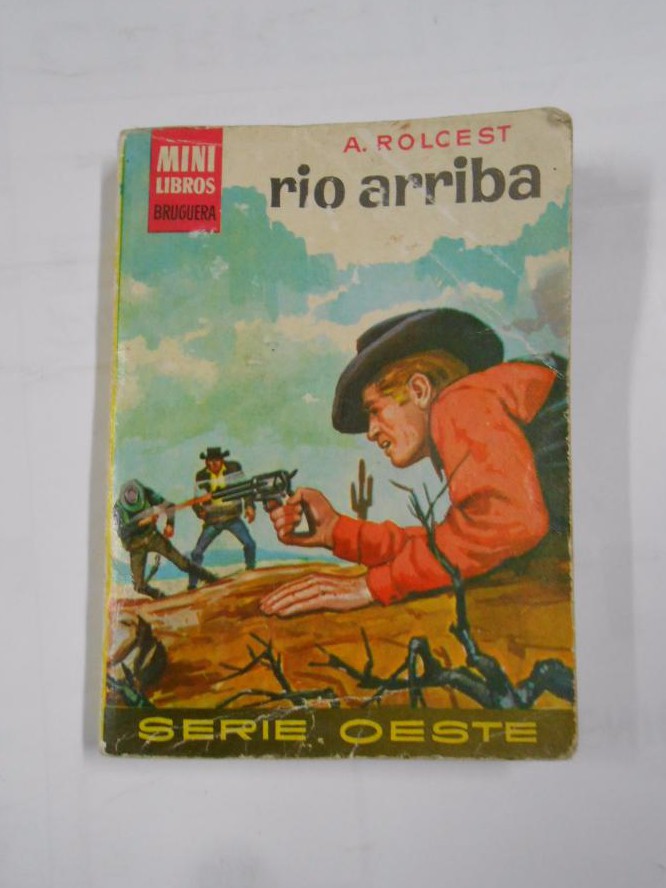 MINI
LIBROS
BRUGUERA
A. ROLCEST
rio arriba
SERIE OESTE